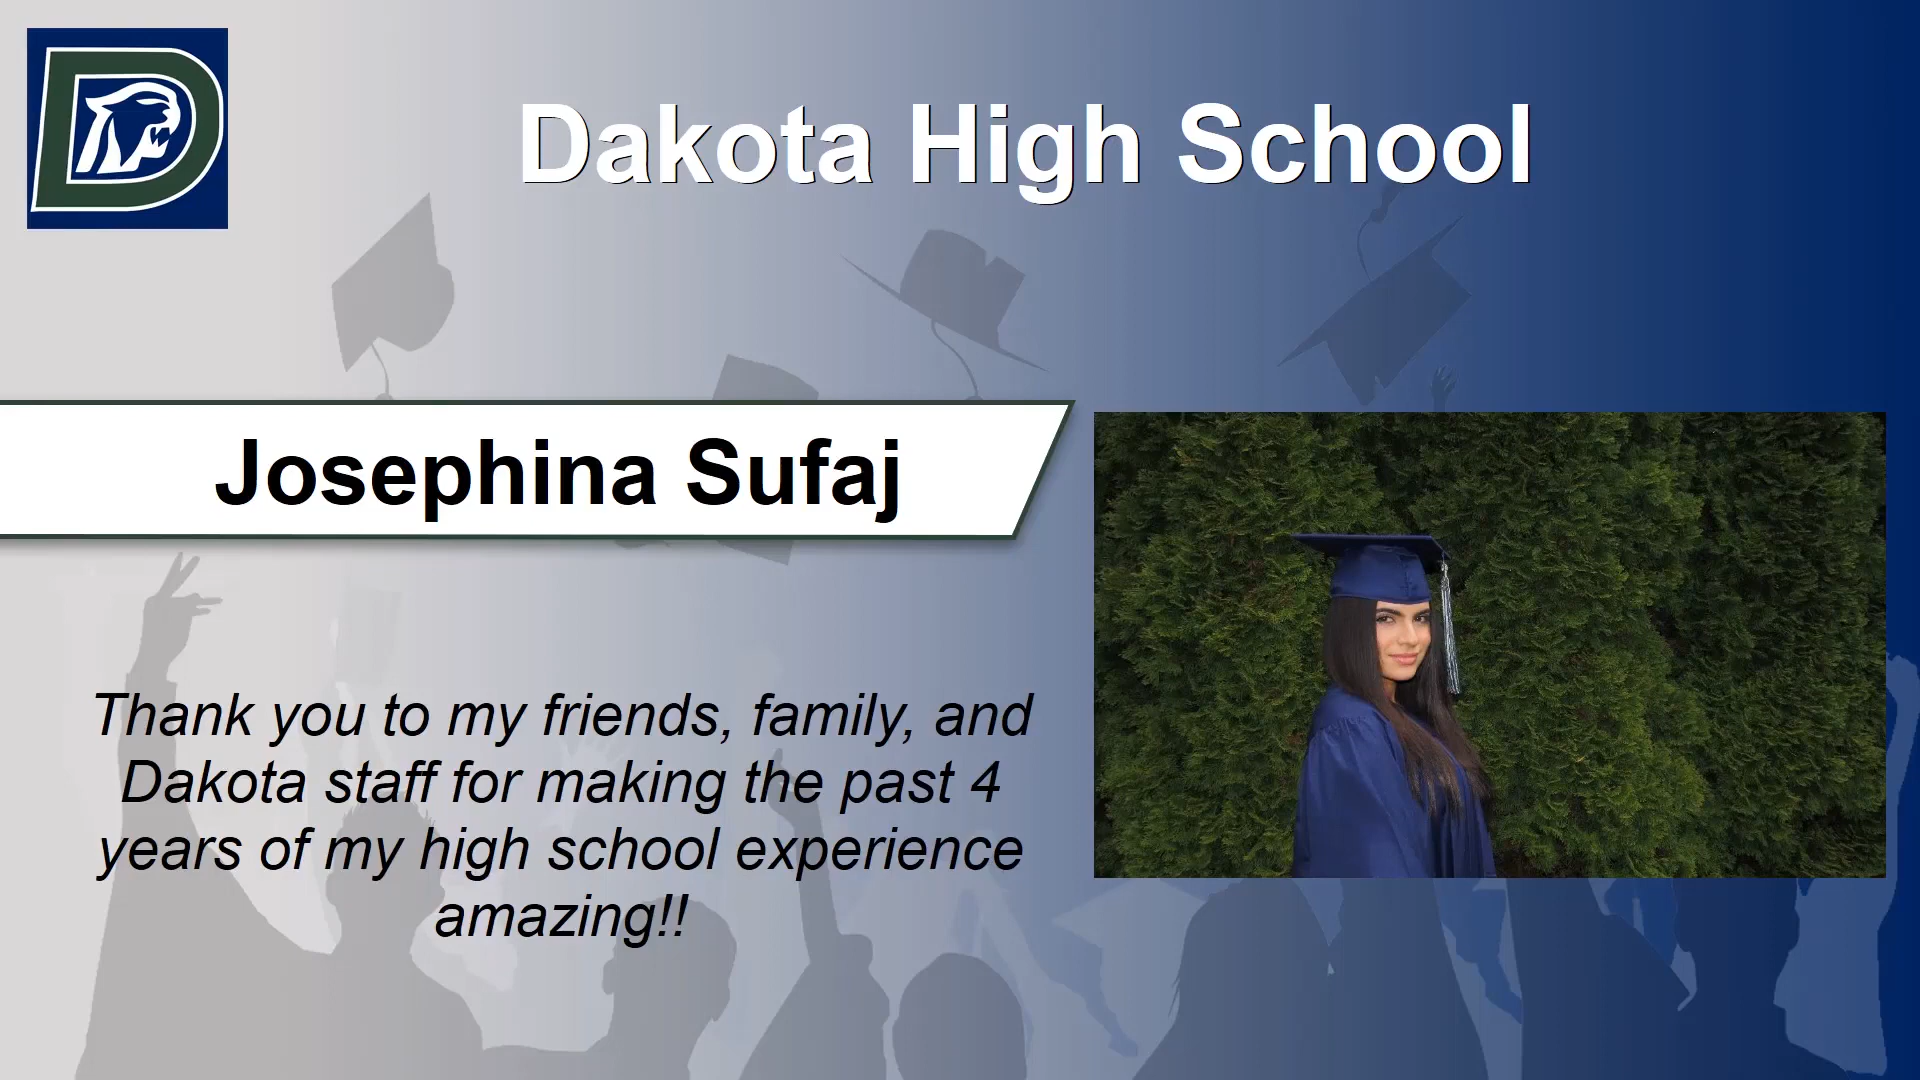 D
Dakota High School
Josephina Sufaj
Thank you to my friends, family, and
Dakota staff for making the past 4
years of my high school experience
amazing!!